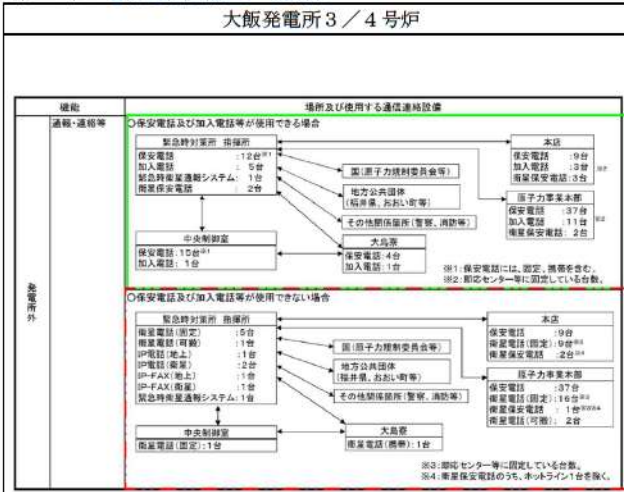 大飯発電所３／４号炉
機能
場所及び使用する通信連絡設備
通報・連絡等
発電所外
○保安電話及び加入電話等が使用できる場合
緊急時対策所 指揮所
保安電話 :12台※1
加入電話 : 5台
緊急時衛星通報システム: 1台
衛星保安電話 : 2台
中央制御室
保安電話:15台※1
加入電話: 1台
国(原子力規制委員会等)
地方公共団体
(福井県、おおい町等)
その他関係箇所(警察、消防等)
大島寮
保安電話:4台
加入電話:1台
本店
保安電話 :9台
加入電話 :3台
衛星保安電話:3台
※2
原子力事業本部
保安電話 :37台
加入電話 :11台
衛星保安電話: 2台
※2
※1:保安電話には、固定、携帯を含む。
※2:即応センター等に固定している台数。
○保安電話及び加入電話等が使用できない場合
緊急時対策所 指揮所
衛星電話(固定) :5台
衛星電話(可搬) :1台
IP電話(地上) :1台
IP電話(衛星) :2台
IP-FAX(地上) :1台
IP-FAX(衛星) :1台
緊急時衛星通報システム:1台
中央制御室
衛星電話(固定):1台
国(原子力規制委員会等)
地方公共団体
(福井県、おおい町等)
その他関係箇所(警察、消防等)
大島寮
衛星電話(携帯):1台
本店
保安電話 :9台
衛星電話(固定):9台※3
衛星保安電話 :2台※4
原子力事業本部
保安電話 :37台
衛星電話(固定):16台※3
衛星保安電話 : 1台
衛星電話(可搬): 2台
※3:即応センター等に固定している台数。
※4:衛星保安電話のうち、ホットライン1台を除く。